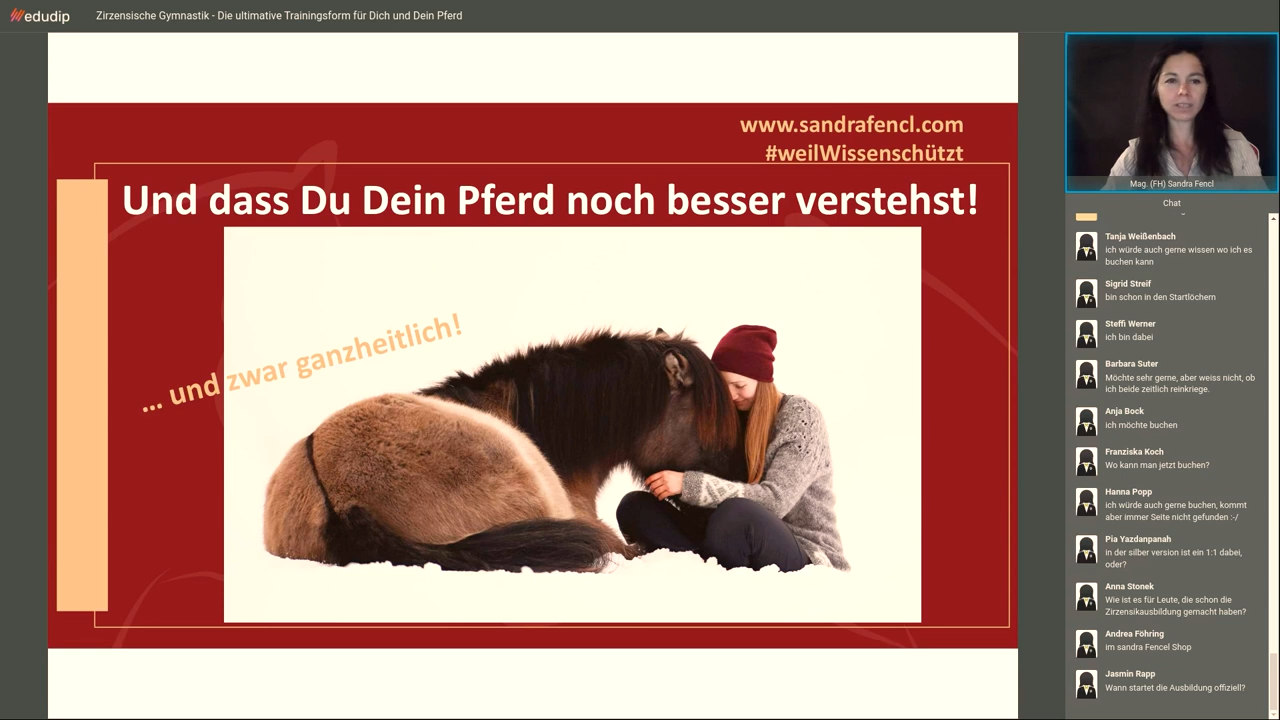 edudip
Zirzensische Gymnastik - Die ultimative Trainingsform für Dich und Dein Pferd
www.sandrafencl.com
#weilWissenschützt
Und dass Du Dein Pferd noch besser verstehst!
... und zwar ganzheitlich!
Mag. (FH) Sandra Fencl
Chat
Tanja Weißenbach
ich würde auch gerne wissen wo ich es
buchen kann
Sigrid Streif
bin schon in den Startlöchern
Steffi Werner
ich bin dabei
Barbara Suter
Möchte sehr gerne, aber weiss nicht, ob
ich beide zeitlich reinkriege.
Anja Bock
ich möchte buchen
Franziska Koch
Wo kann man jetzt buchen?
Hanna Popp
ich würde auch gerne buchen, kommt
aber immer Seite nicht gefunden :-/
Pia Yazdanpanah
in der silber version ist ein 1:1 dabei,
oder?
Anna Stonek
Wie ist es für Leute, die schon die
Zirzensikausbildung gemacht haben?
Andrea Föhring
im sandra Fencel Shop
Jasmin Rapp
Wann startet die Ausbildung offiziell?